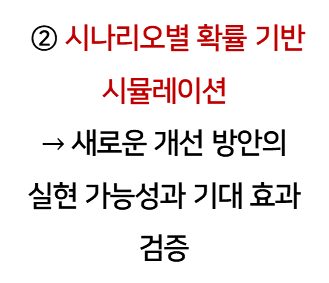 ② 시나리오별 확률 기반
시뮬레이션
→ 새로운 개선 방안의
실현 가능성과 기대 효과
검증